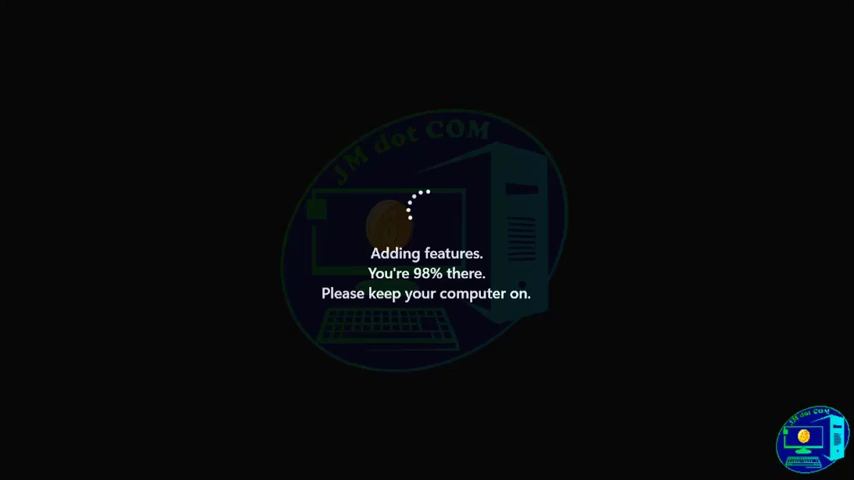 JM dot COM
Adding features.
You're 98% there.
Please keep your computer on.
JM dot COM